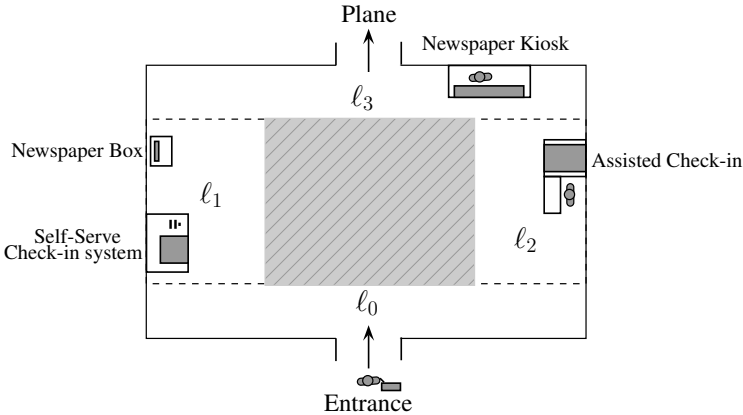 Plane
Newspaper Kiosk
ℓ3
Newspaper Box
Assisted Check-in
ℓ1
Self-Serve
Check-in system
ℓ2
ℓ0
Entrance